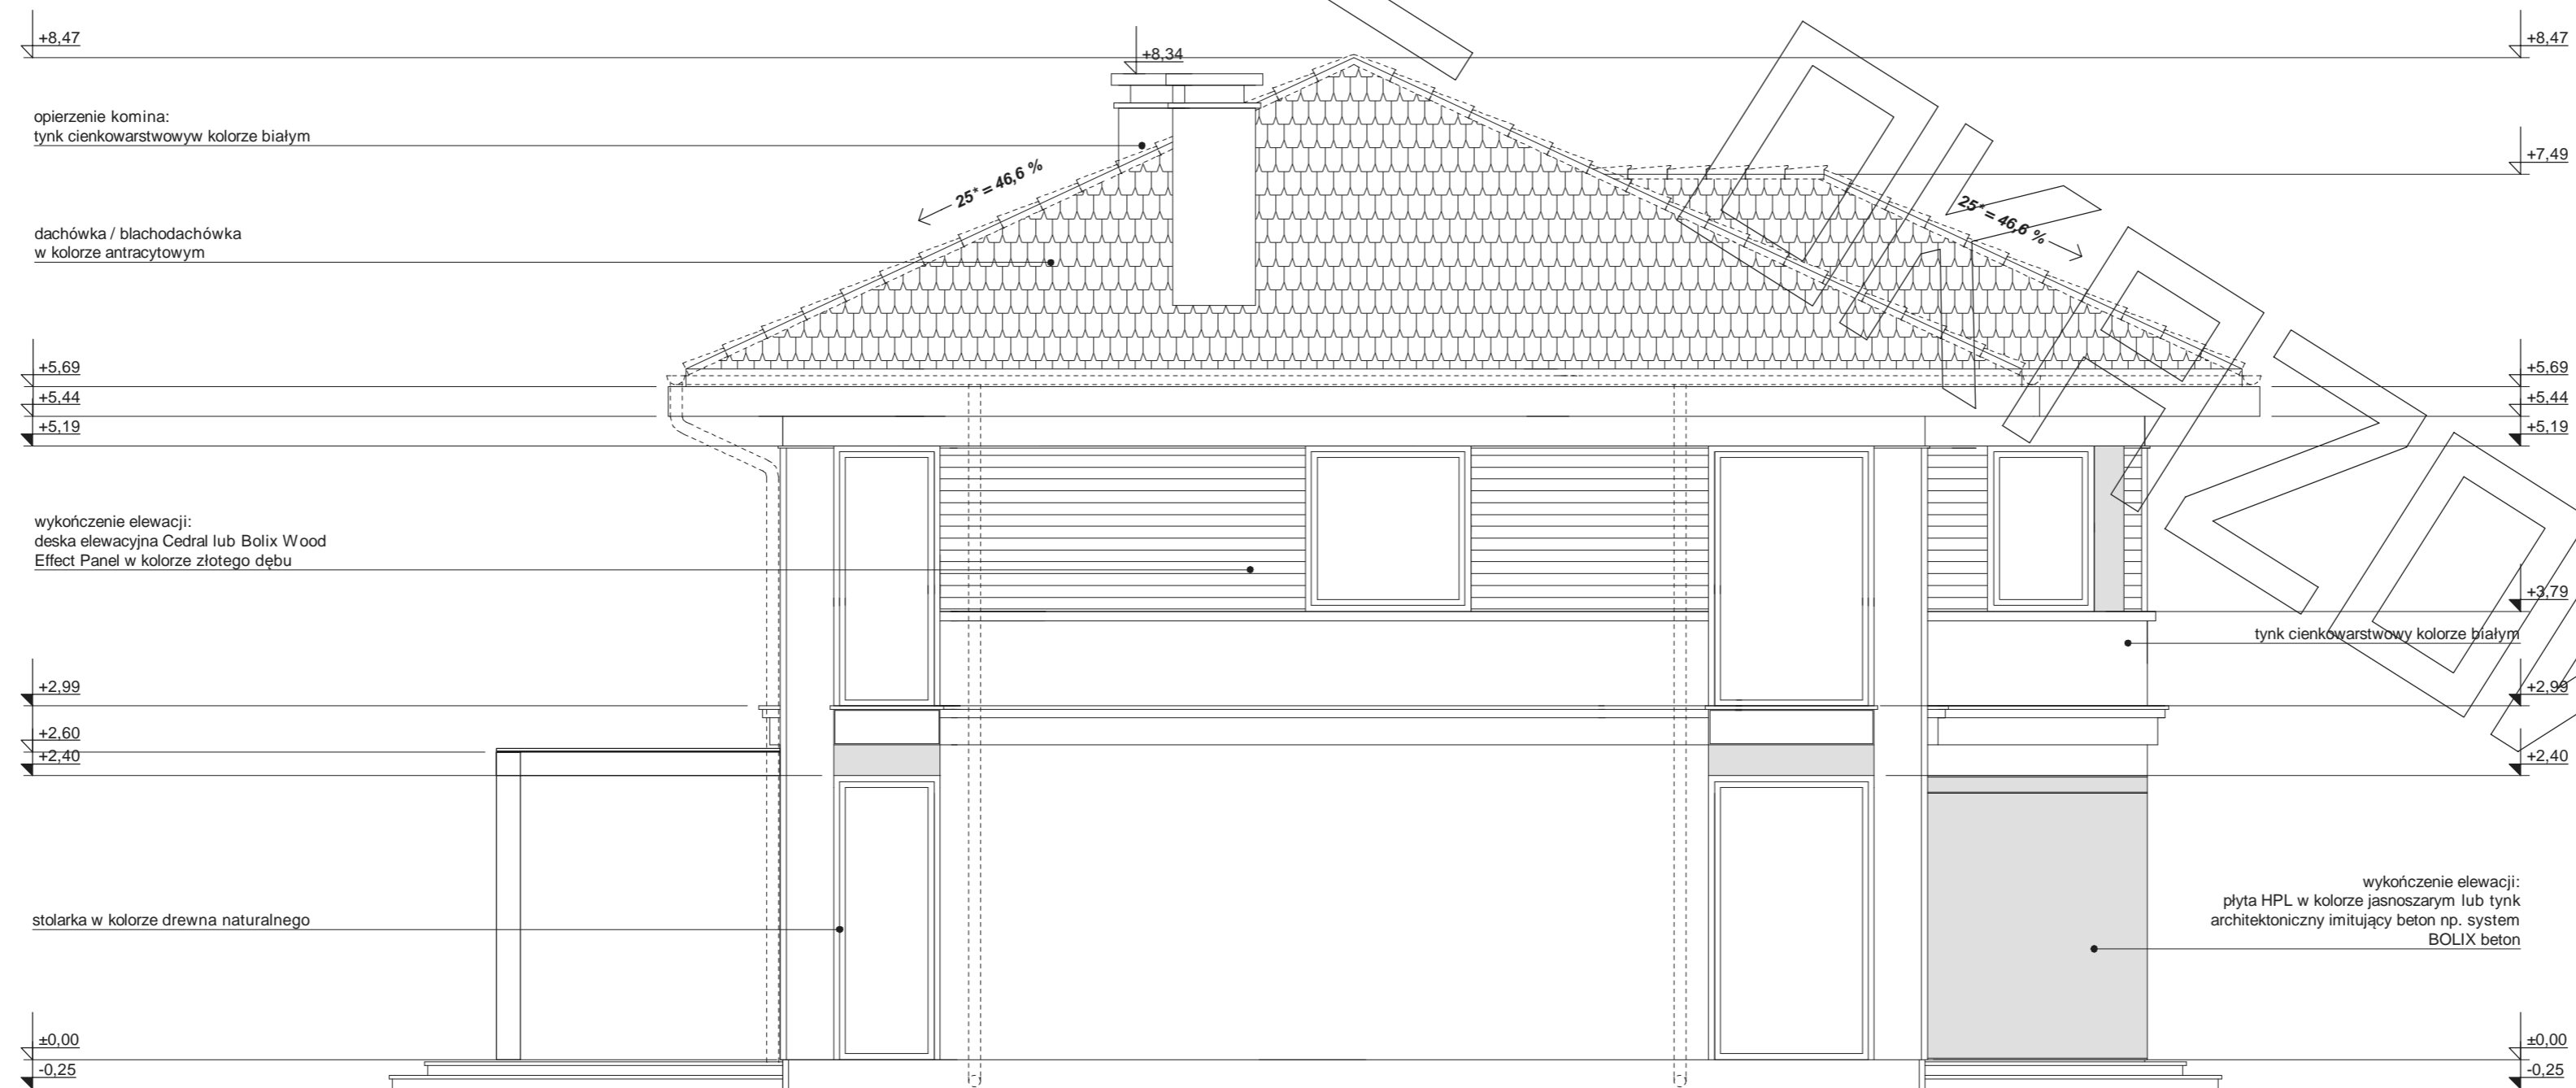 +8,47
+8,34
+8,47
opierzenie komina:
tynk cienkowarstwowyw kolorze białym
+7,49
25°= 46,6 %
25°= 46,6 %
dachówka / blachodachówka
w kolorze antracytowym
+5,69
+5,44
+5,19
+5,69
+5,44
+5,19
wykończenie elewacji:
deska elewacyjna Cedral lub Bolix Wood
Effect Panel w kolorze złotego dębu
+3,79
tynk cienkowarstwowy kolorze białym
+2,99
+2,60
+2,40
+2,99
+2,40
wykończenie elewacji:
płyta HPL w kolorze jasnoszarym lub tynk
architektoniczny imitujący beton np. system
BOLIX beton
stolarka w kolorze drewna naturalnego
±0,00
-0,25
±0,00
-0,25